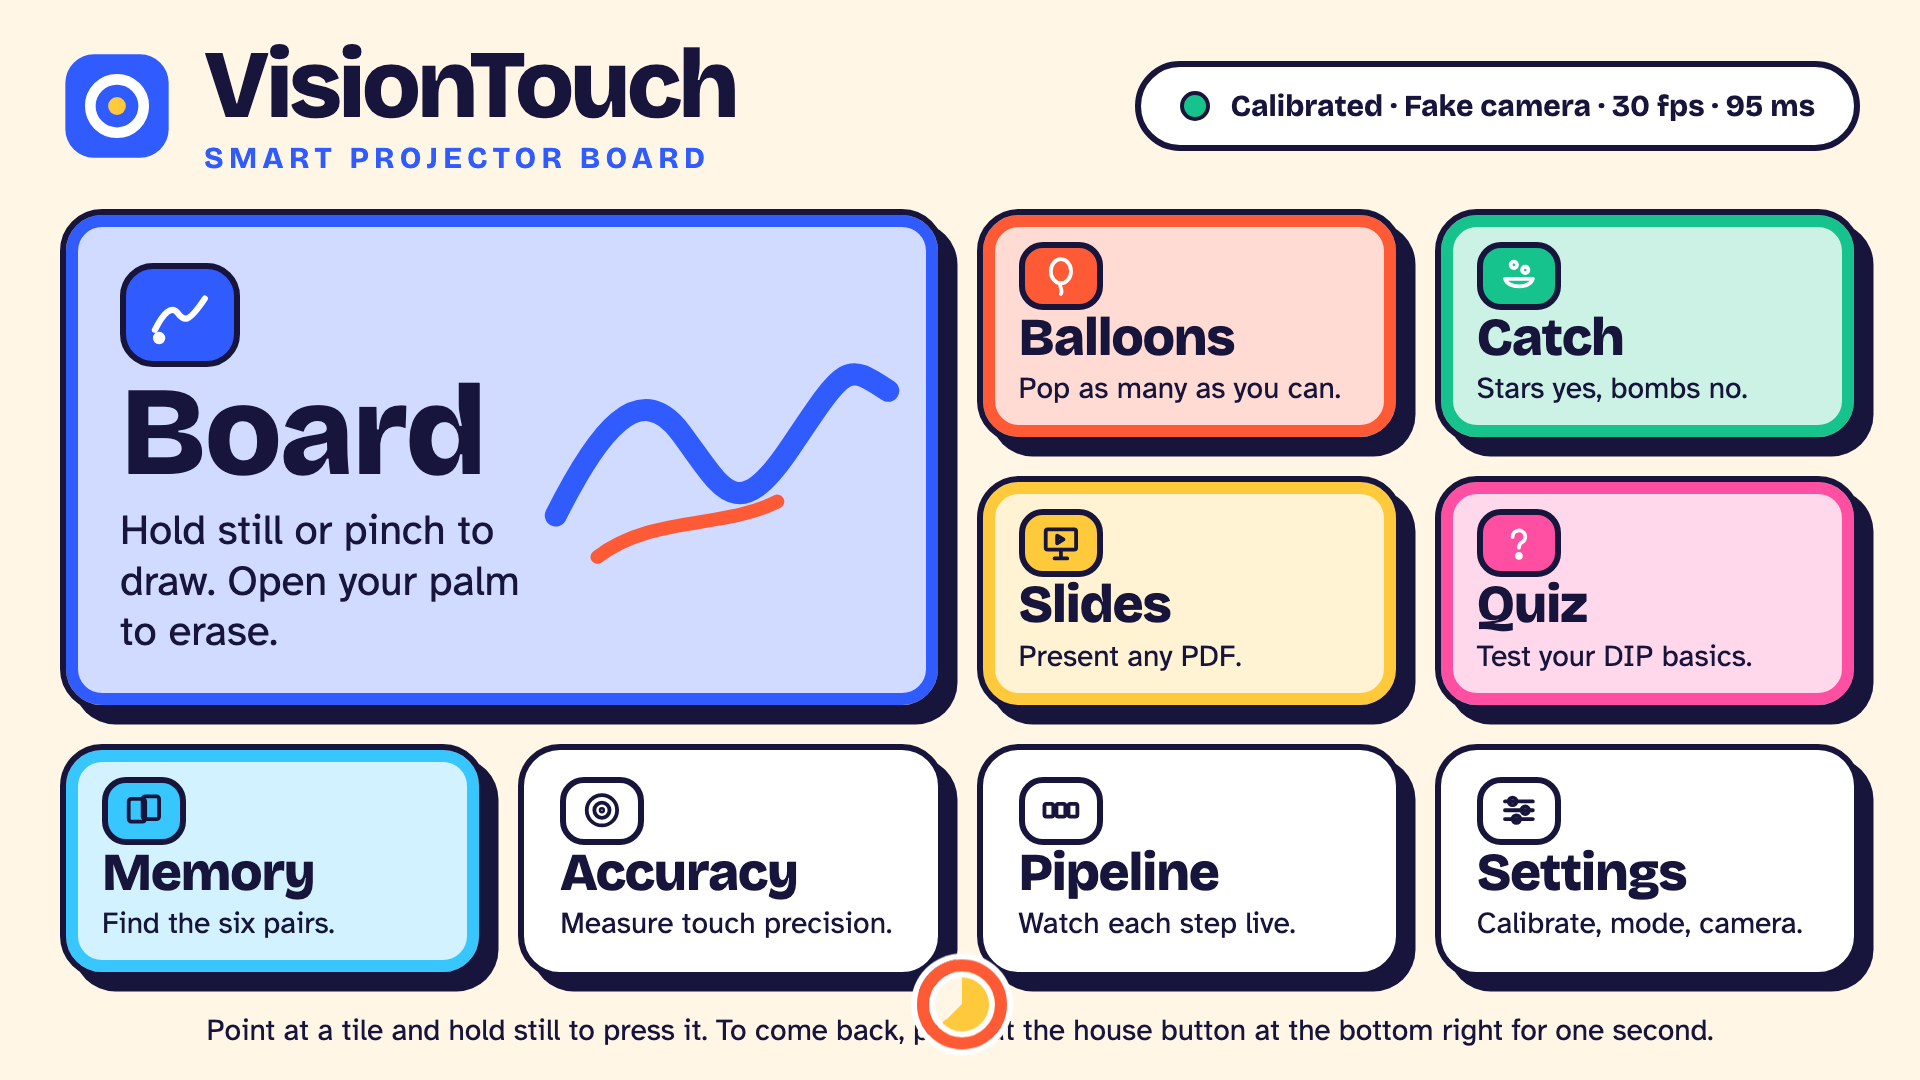 VisionTouch
SMART PROJECTOR BOARD
Calibrated · Fake camera · 30 fps · 95 ms
Board
Hold still or pinch to
draw. Open your palm
to erase.
Balloons
Pop as many as you can.
Catch
Stars yes, bombs no.
Slides
Present any PDF.
?
Quiz
Test your DIP basics.
Memory
Find the six pairs.
Accuracy
Measure touch precision.
Pipeline
Watch each step live.
Settings
Calibrate, mode, camera.
Point at a tile and hold still to press it. To come back, the house button at the bottom right for one second.